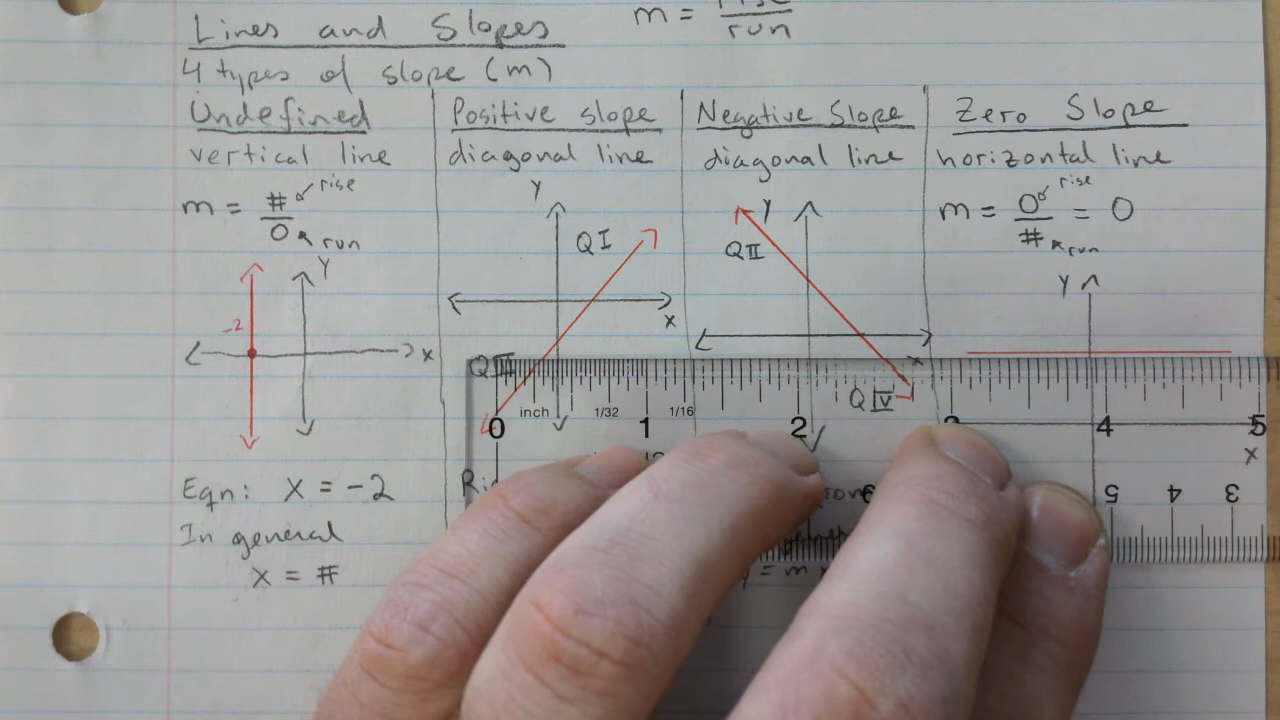 Lines and Slopes
m = rise
run
4 types of slope (m)
Undefined
vertical line
m = # rise
0 run
Y
-2
x
Eqn: X = -2
In general
x = #
Positive slope
diagonal line
Y
Q I
x
Q III
Negative Slope
diagonal line
Y
Q II
x
Q IV
y = m x
Zero Slope
horizontal line
m = 0 rise = 0
# run
Y
x
inch 1/32 1/16
0 1 2 3 4 5
5 4 3